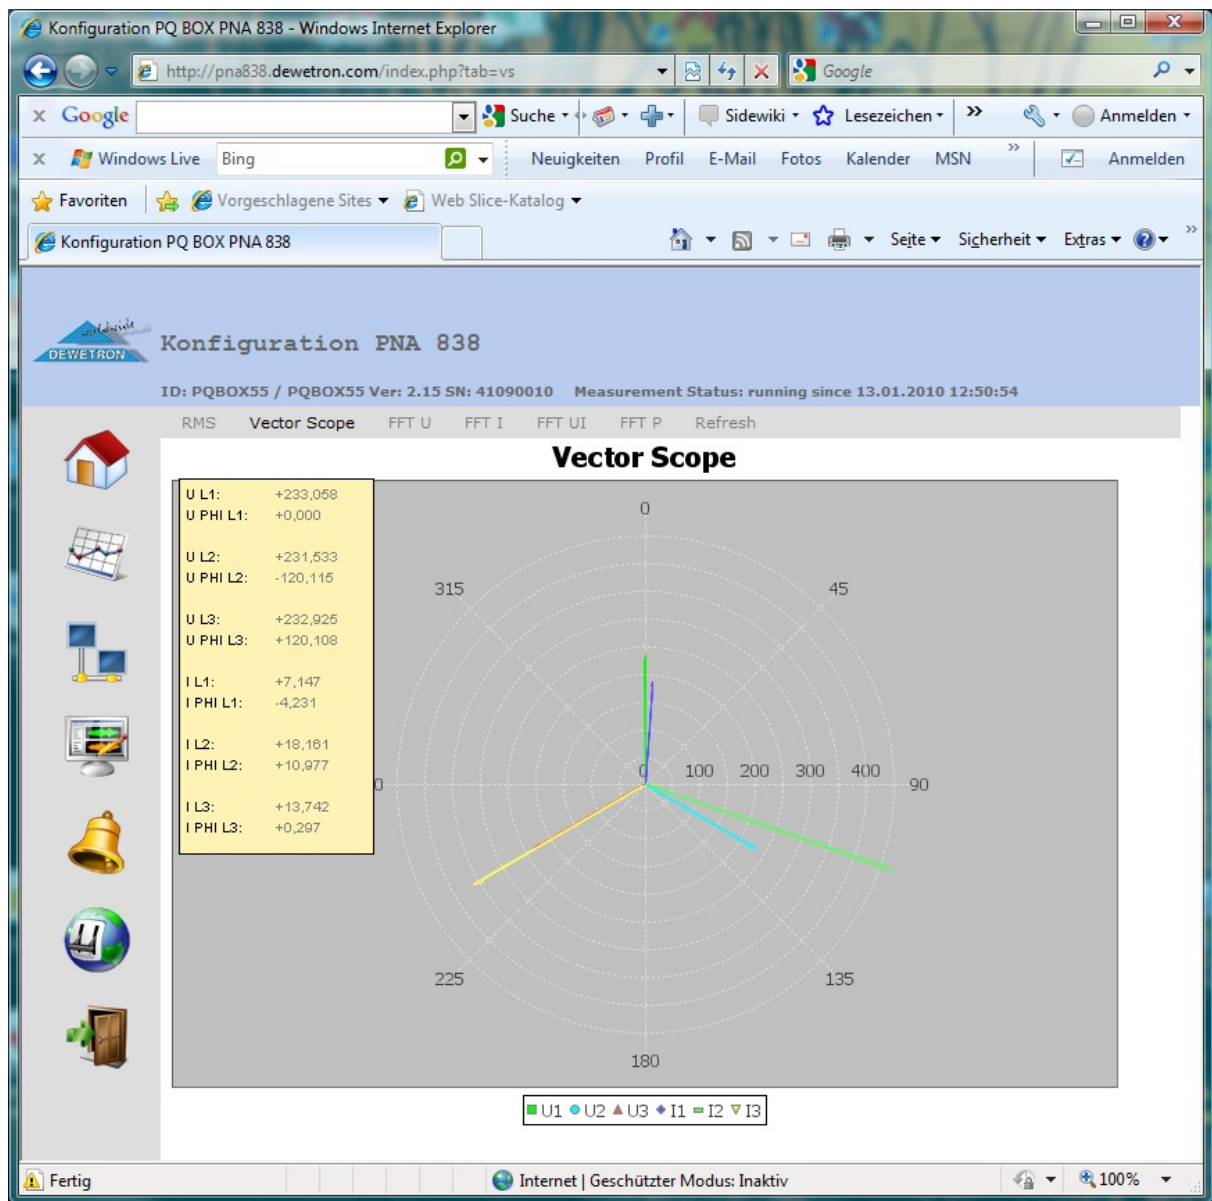 Konfiguration PQ BOX PNA 838 - Windows Internet Explorer
http://pna838.dewetron.com/index.php?tab=vs
Google
x Google Suche Sidewiki Lesezeichen » Anmelden
x Windows Live Bing Neuigkeiten Profil E-Mail Fotos Kalender MSN » Anmelden
Favoriten Vorgeschlagene Sites Web Slice-Katalog
Konfiguration PQ BOX PNA 838 Seite Sicherheit Extras »
DEWETRON
Konfiguration PNA 838
ID: PQBOX55 / PQBOX55 Ver: 2.15 SN: 41090010 Measurement Status: running since 13.01.2010 12:50:54
RMS Vector Scope FFT U FFT I FFT UI FFT P Refresh
Vector Scope
U L1: +233,058
U PHI L1: +0,000
U L2: +231,533
U PHI L2: -120,115
U L3: +232,925
U PHI L3: +120,108
I L1: +7,147
I PHI L1: -4,231
I L2: +18,161
I PHI L2: +10,977
I L3: +13,742
I PHI L3: +0,297
0
315 45
0 100 200 300 400
0 90
225 135
180
U1 U2 U3 I1 I2 I3
Fertig Internet | Geschützter Modus: Inaktiv 100%